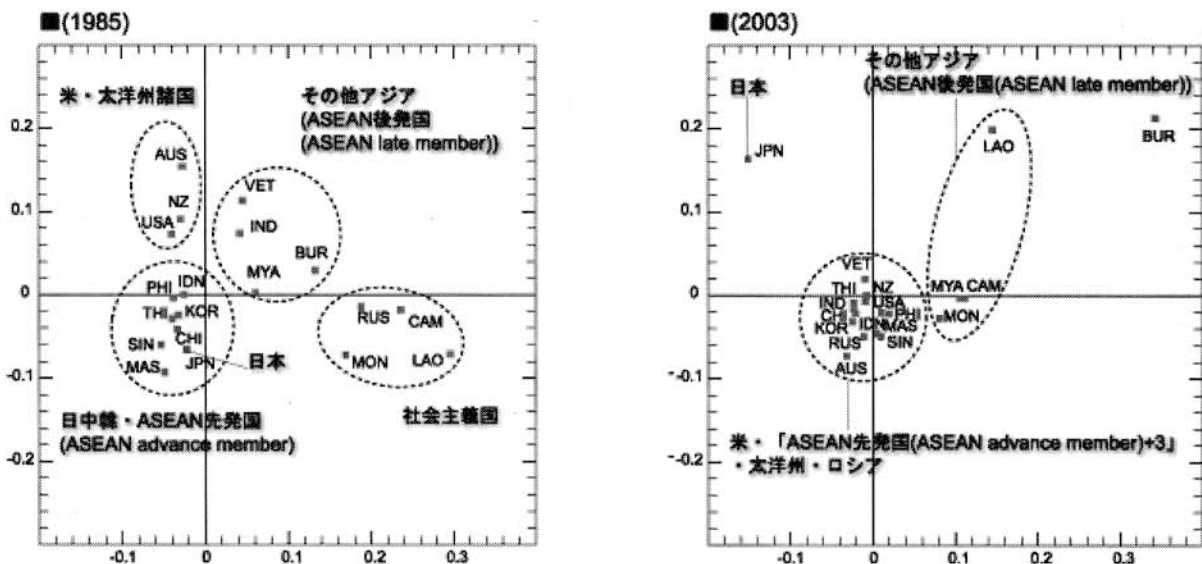 ■(1985)
米・太洋州諸国
その他アジア
(ASEAN後発国
(ASEAN late member))
AUS
NZ
USA
VET
IND
BUR
MYA
PHI
IDN
THI
KOR
CHI
SIN
JPN
MAS
日本
RUS
CAM
MON
LAO
日中韓・ASEAN先発国
(ASEAN advance member)
社会主義国
0.2
0.1
0
-0.1
-0.2
-0.1
0
0.1
0.2
0.3
■(2003)
その他アジア
(ASEAN後発国(ASEAN late member))
日本
JPN
LAO
BUR
VET
THI
NZ
IND
USA
CHI
PHI
KOR
IDN
MAS
RUS
SIN
AUS
MYA
CAM
MON
米・「ASEAN先発国(ASEAN advance member)+3」
・太洋州・ロシア
0.2
0.1
0
-0.1
-0.2
-0.1
0
0.1
0.2
0.3